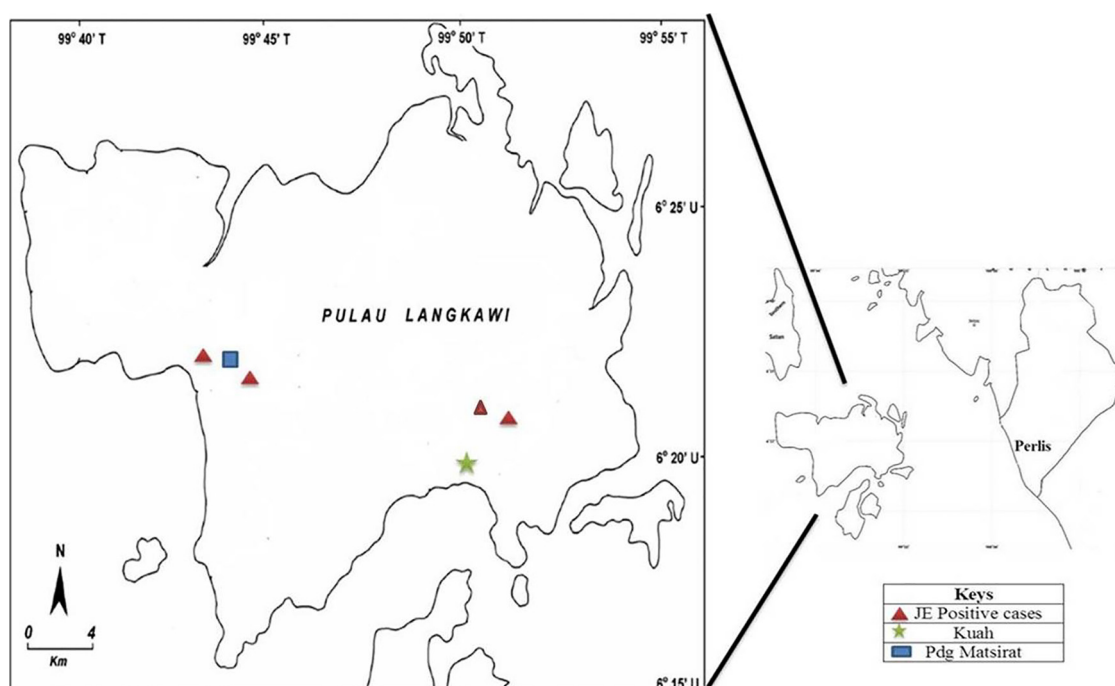 99° 40' T
99° 45' T
99° 50' T
99° 55' T
6° 25' U
PULAU LANGKAWI
6° 20' U
N
0 4
Km
6° 15' U
Satun
Perlis
Keys
JE Positive cases
Kuah
Pdg Matsirat